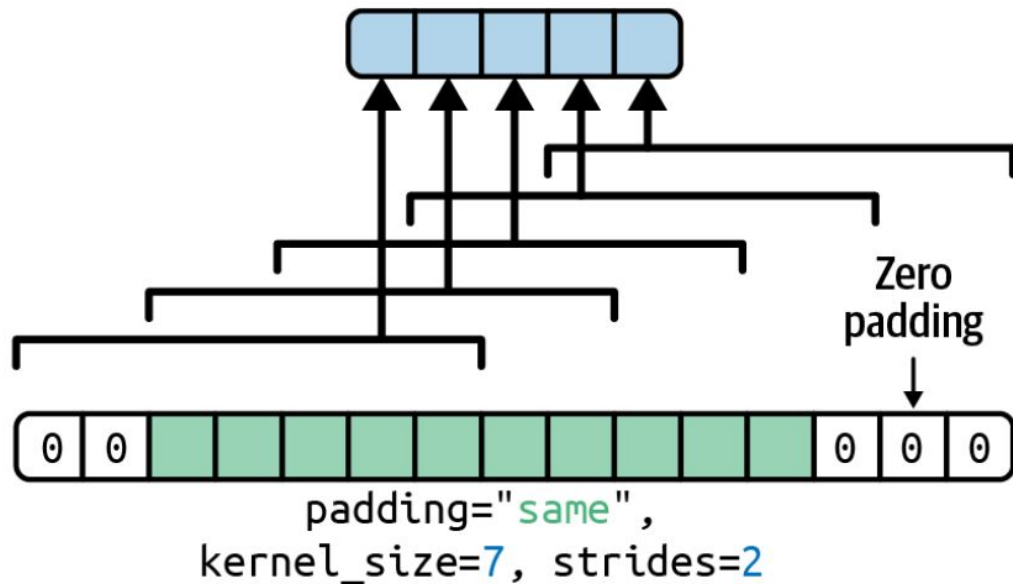 Zero
padding
0 0 0 0 0
padding="same",
kernel_size=7, strides=2